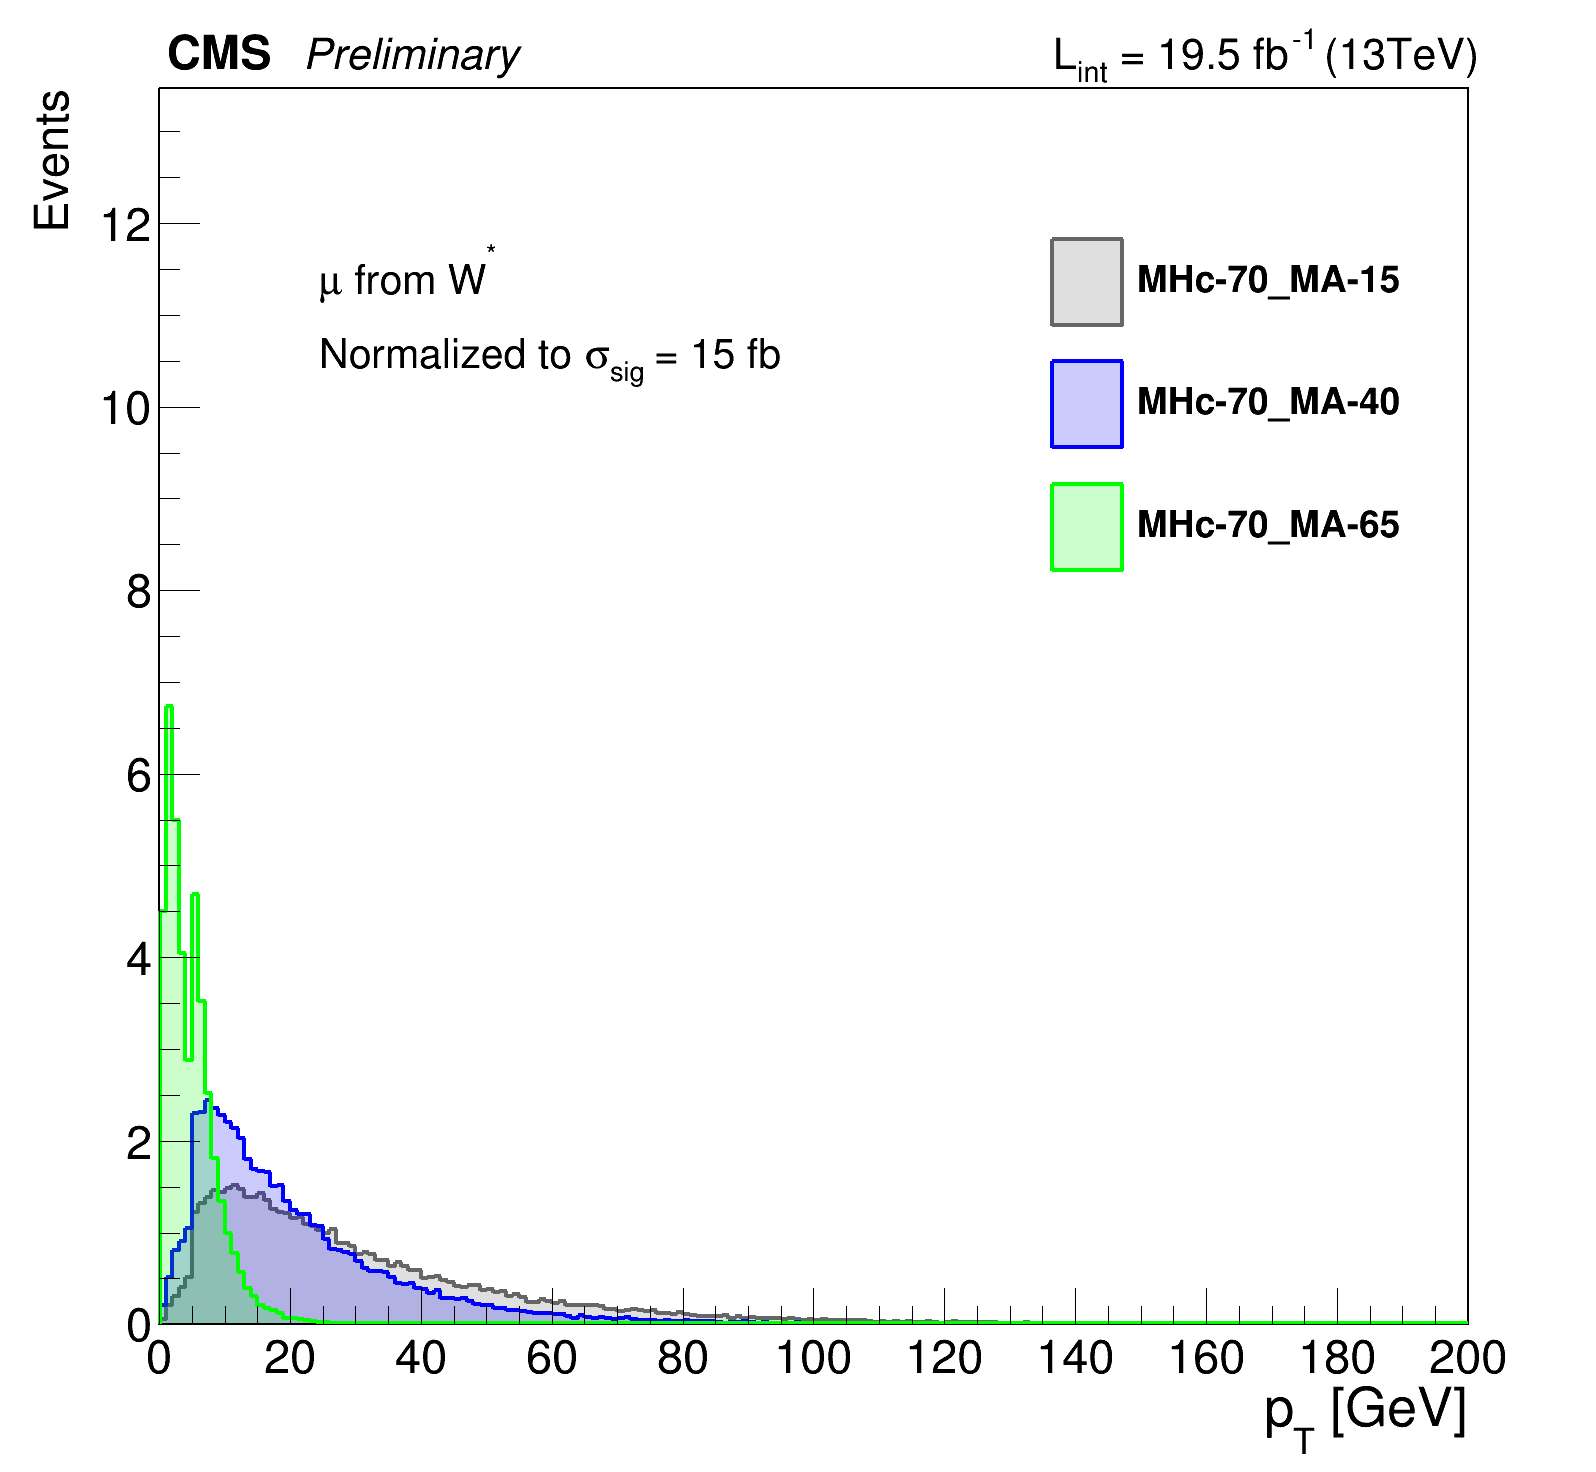 CMS Preliminary L_int = 19.5 fb^-1 (13TeV)
Events
12
10
8
6
4
2
0
μ from W^*
Normalized to σ_sig = 15 fb
MHc-70_MA-15
MHc-70_MA-40
MHc-70_MA-65
0 20 40 60 80 100 120 140 160 180 200
p_T [GeV]